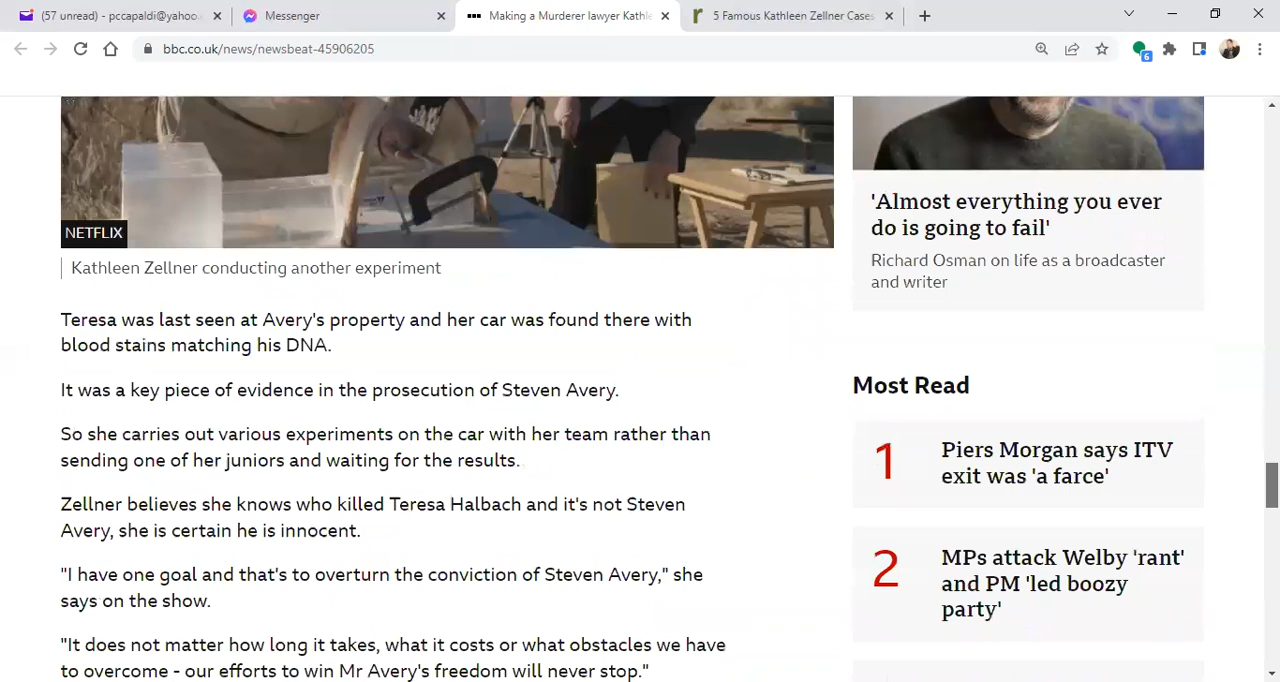 (57 unread) - pccapaldi@yahoo
Messenger
Making a Murderer lawyer Kathle
5 Famous Kathleen Zellner Cases
bbc.co.uk/news/newsbeat-45906205
6
NETFLIX
Kathleen Zellner conducting another experiment
Teresa was last seen at Avery's property and her car was found there with
blood stains matching his DNA.
It was a key piece of evidence in the prosecution of Steven Avery.
So she carries out various experiments on the car with her team rather than
sending one of her juniors and waiting for the results.
Zellner believes she knows who killed Teresa Halbach and it's not Steven
Avery, she is certain he is innocent.
"I have one goal and that's to overturn the conviction of Steven Avery," she
says on the show.
"It does not matter how long it takes, what it costs or what obstacles we have
to overcome - our efforts to win Mr Avery's freedom will never stop."
'Almost everything you ever
do is going to fail'
Richard Osman on life as a broadcaster
and writer
Most Read
1
Piers Morgan says ITV
exit was 'a farce'
2
MPs attack Welby 'rant'
and PM 'led boozy
party'